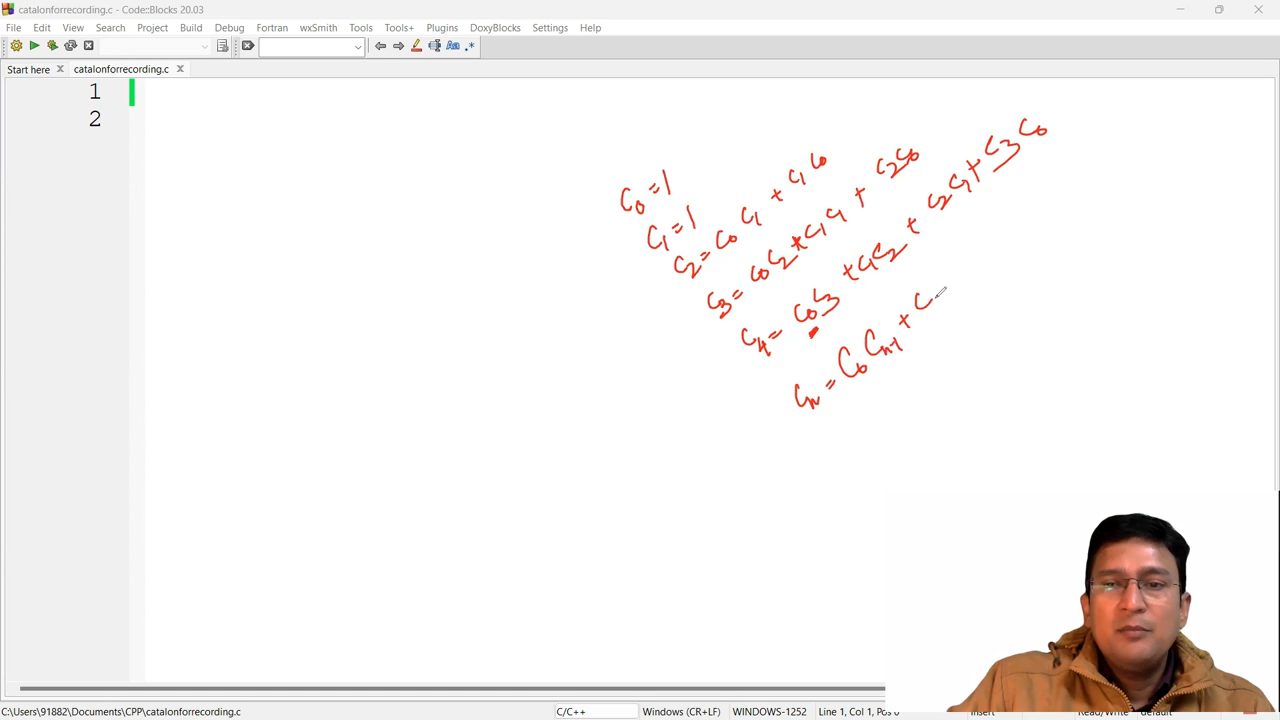 catalonforrecording.c - Code::Blocks 20.03
File Edit View Search Project Build Debug Fortran wxSmith Tools Tools+ Plugins DoxyBlocks Settings Help
Start here catalonforrecording.c
1
2
C0 = 1
C1 = 1
C2 = C0 C1 + C1 C0
C3 = C0 C2 + C1 C1 + C2 C0
C4 = C0 C3 + C1 C2 + C2 C1 + C3 C0
Cn = C0 Cn-1 + C
C:\Users\91882\Documents\CPP\catalonforrecording.c C/C++ Windows (CR+LF) WINDOWS-1252 Line 1, Col 1, Pos 0 Insert Read/Write default